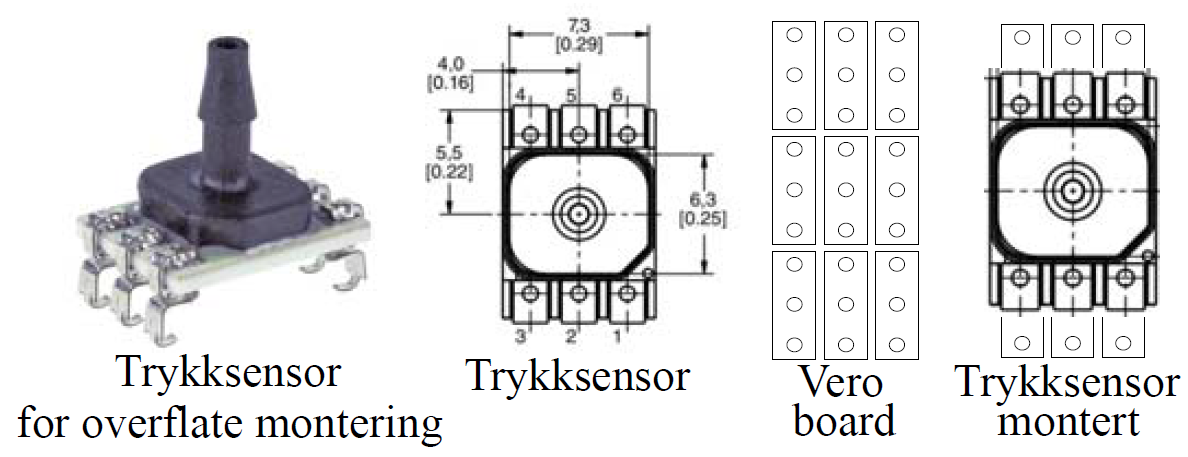 7,3
[0.29]
4,0
[0.16]
4 5 6
5,5
[0.22]
6,3
[0.25]
3 2 1
Trykksensor
for overflate montering
Trykksensor
Vero
board
Trykksensor
montert